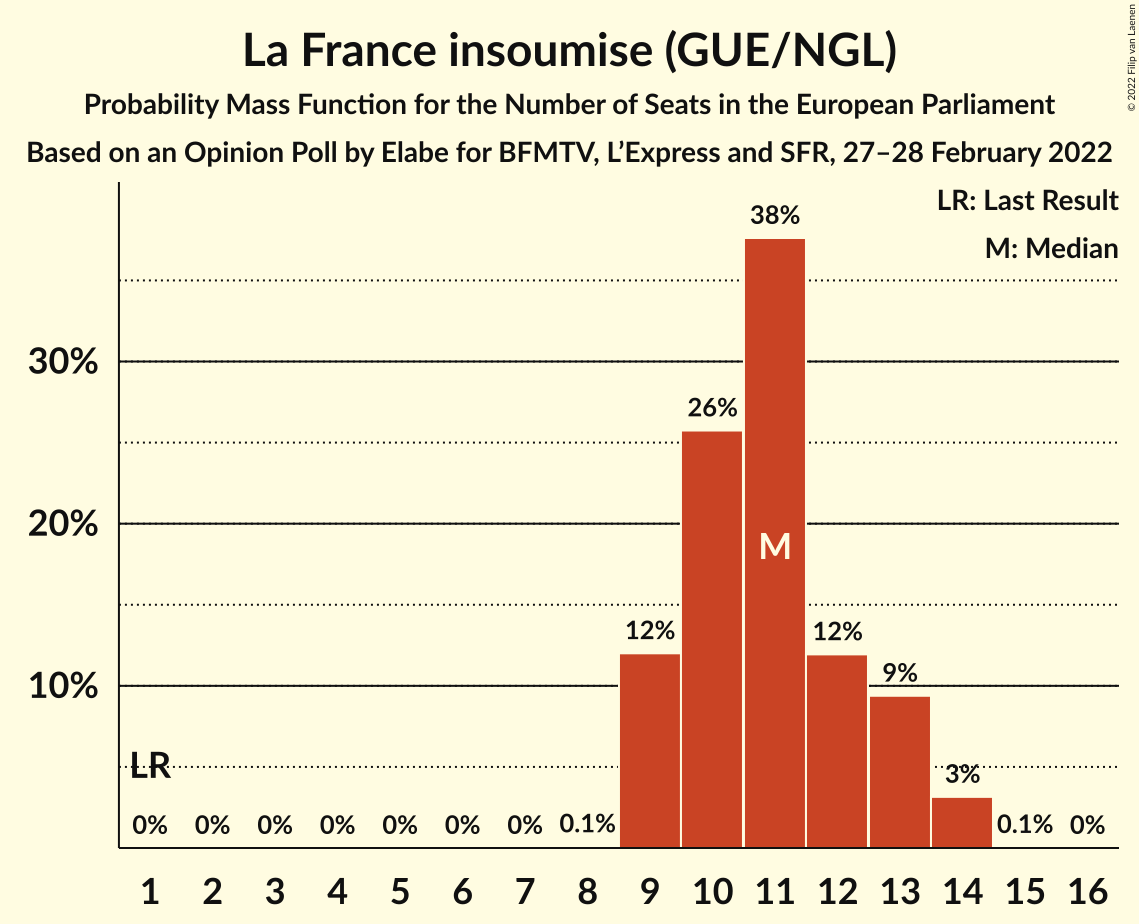 La France insoumise (GUE/NGL)
Probability Mass Function for the Number of Seats in the European Parliament
Based on an Opinion Poll by Elabe for BFMTV, L’Express and SFR, 27–28 February 2022
© 2022 Filip van Laenen
LR: Last Result
M: Median
38%
30%
26%
20%
M
12%
12%
10%
9%
LR
3%
0%
0%
0%
0%
0%
0%
0%
0.1%
0.1%
0%
1 2 3 4 5 6 7 8 9 10 11 12 13 14 15 16